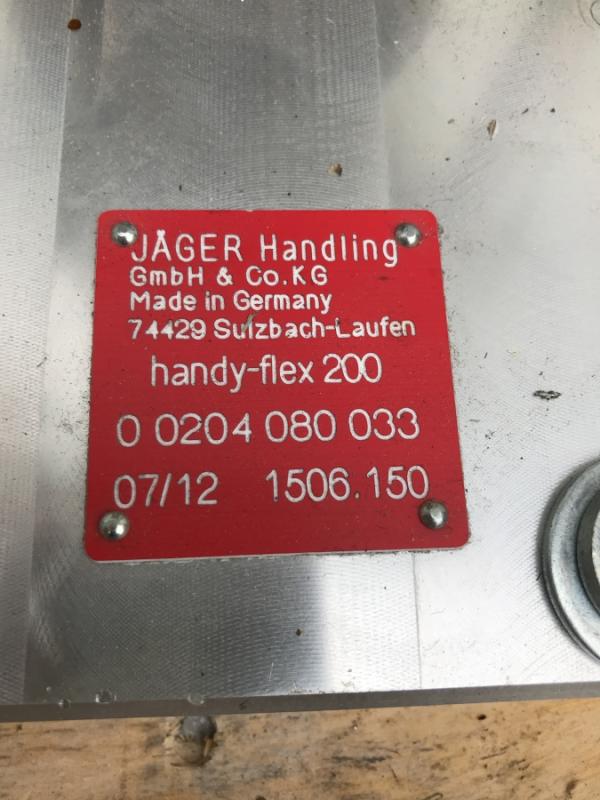 JÄGER Handling
GmbH & Co.KG
Made in Germany
74429 Sulzbach-Laufen
handy-flex 200
0 0204 080 033
07/12 1506.150